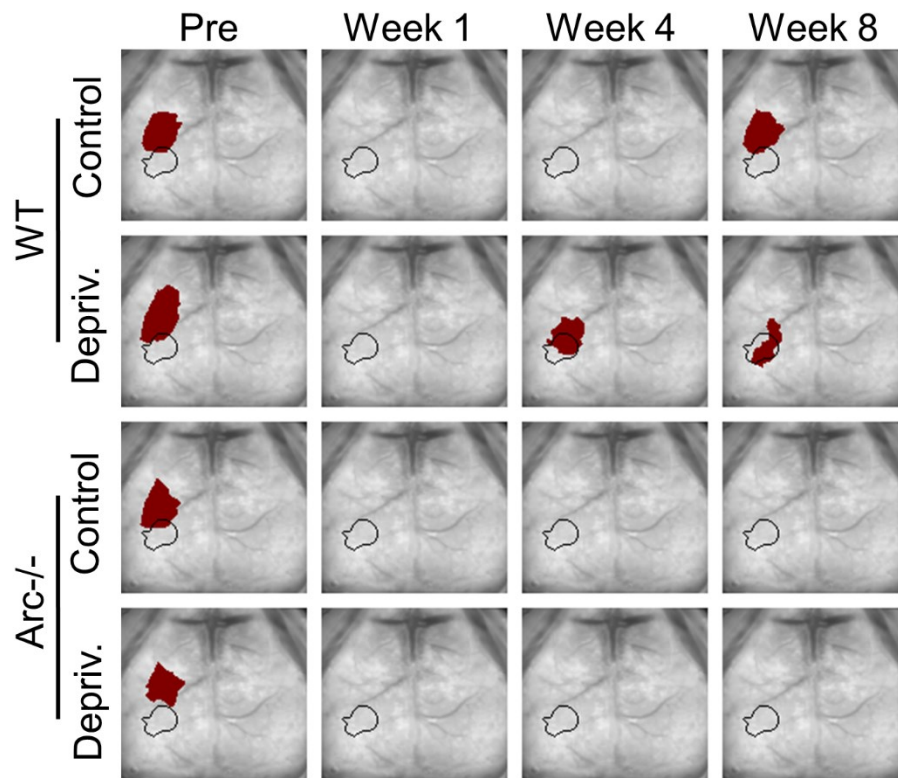 Pre Week 1 Week 4 Week 8
WT
Control
Depriv.
Arc-/-
Control
Depriv.